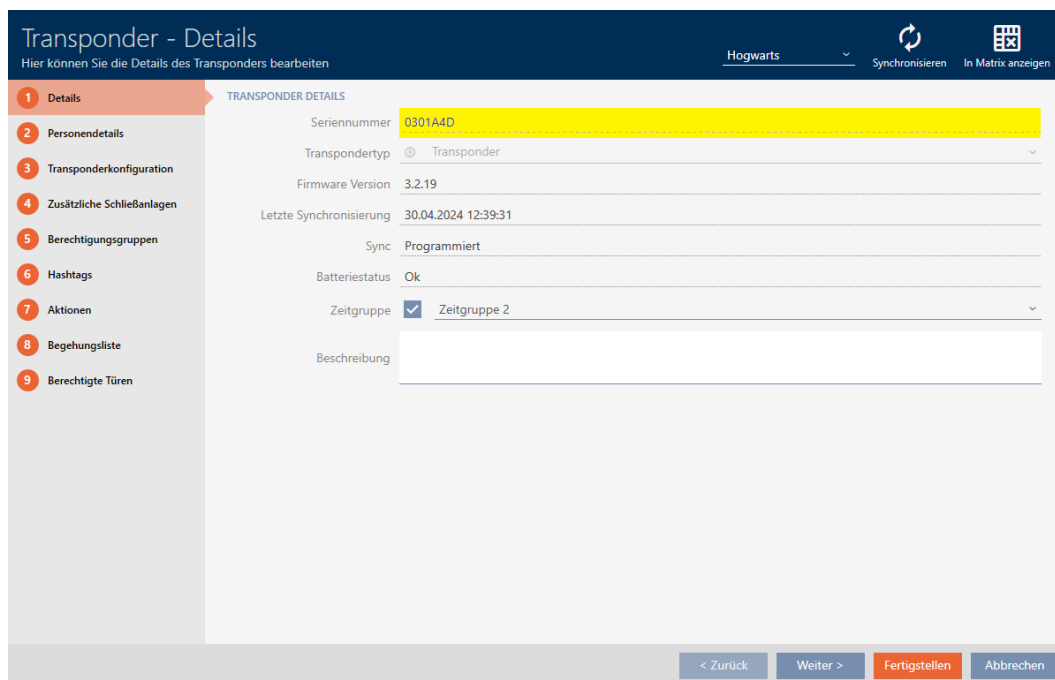 Transponder - Details
Hier können Sie die Details des Transponders bearbeiten
Hogwarts
Synchronisieren
In Matrix anzeigen
1 Details
2 Personendetails
3 Transponderkonfiguration
4 Zusätzliche Schließanlagen
5 Berechtigungsgruppen
6 Hashtags
7 Aktionen
8 Begehungsliste
9 Berechtigte Türen
TRANSPONDER DETAILS
Seriennummer 0301A4D
Transpondertyp Transponder
Firmware Version 3.2.19
Letzte Synchronisierung 30.04.2024 12:39:31
Sync Programmiert
Batteriestatus Ok
Zeitgruppe Zeitgruppe 2
Beschreibung
< Zurück Weiter > Fertigstellen Abbrechen